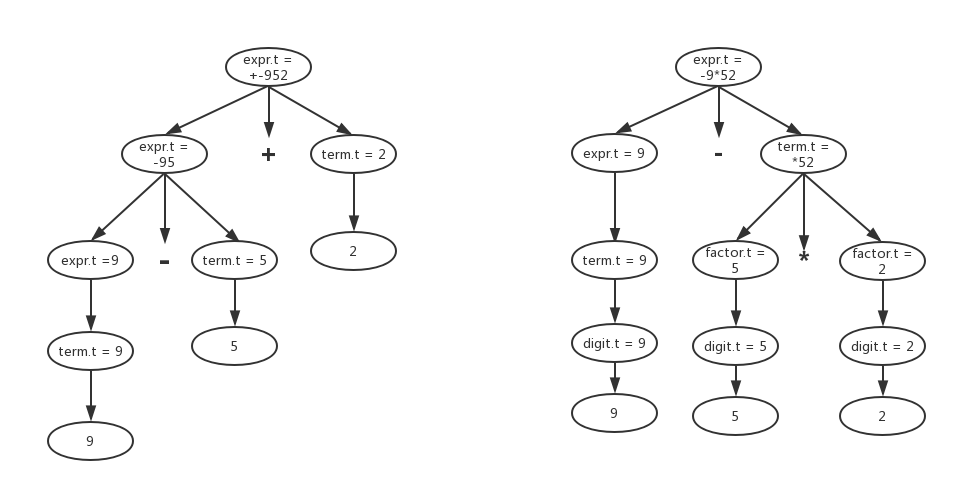 expr.t =
+-952
expr.t =
-95
+
term.t = 2
expr.t =9
-
term.t = 5
2
term.t = 9
5
9
expr.t =
-9*52
expr.t = 9
-
term.t =
*52
term.t = 9
factor.t =
5
*
factor.t =
2
digit.t = 9
digit.t = 5
digit.t = 2
9
5
2